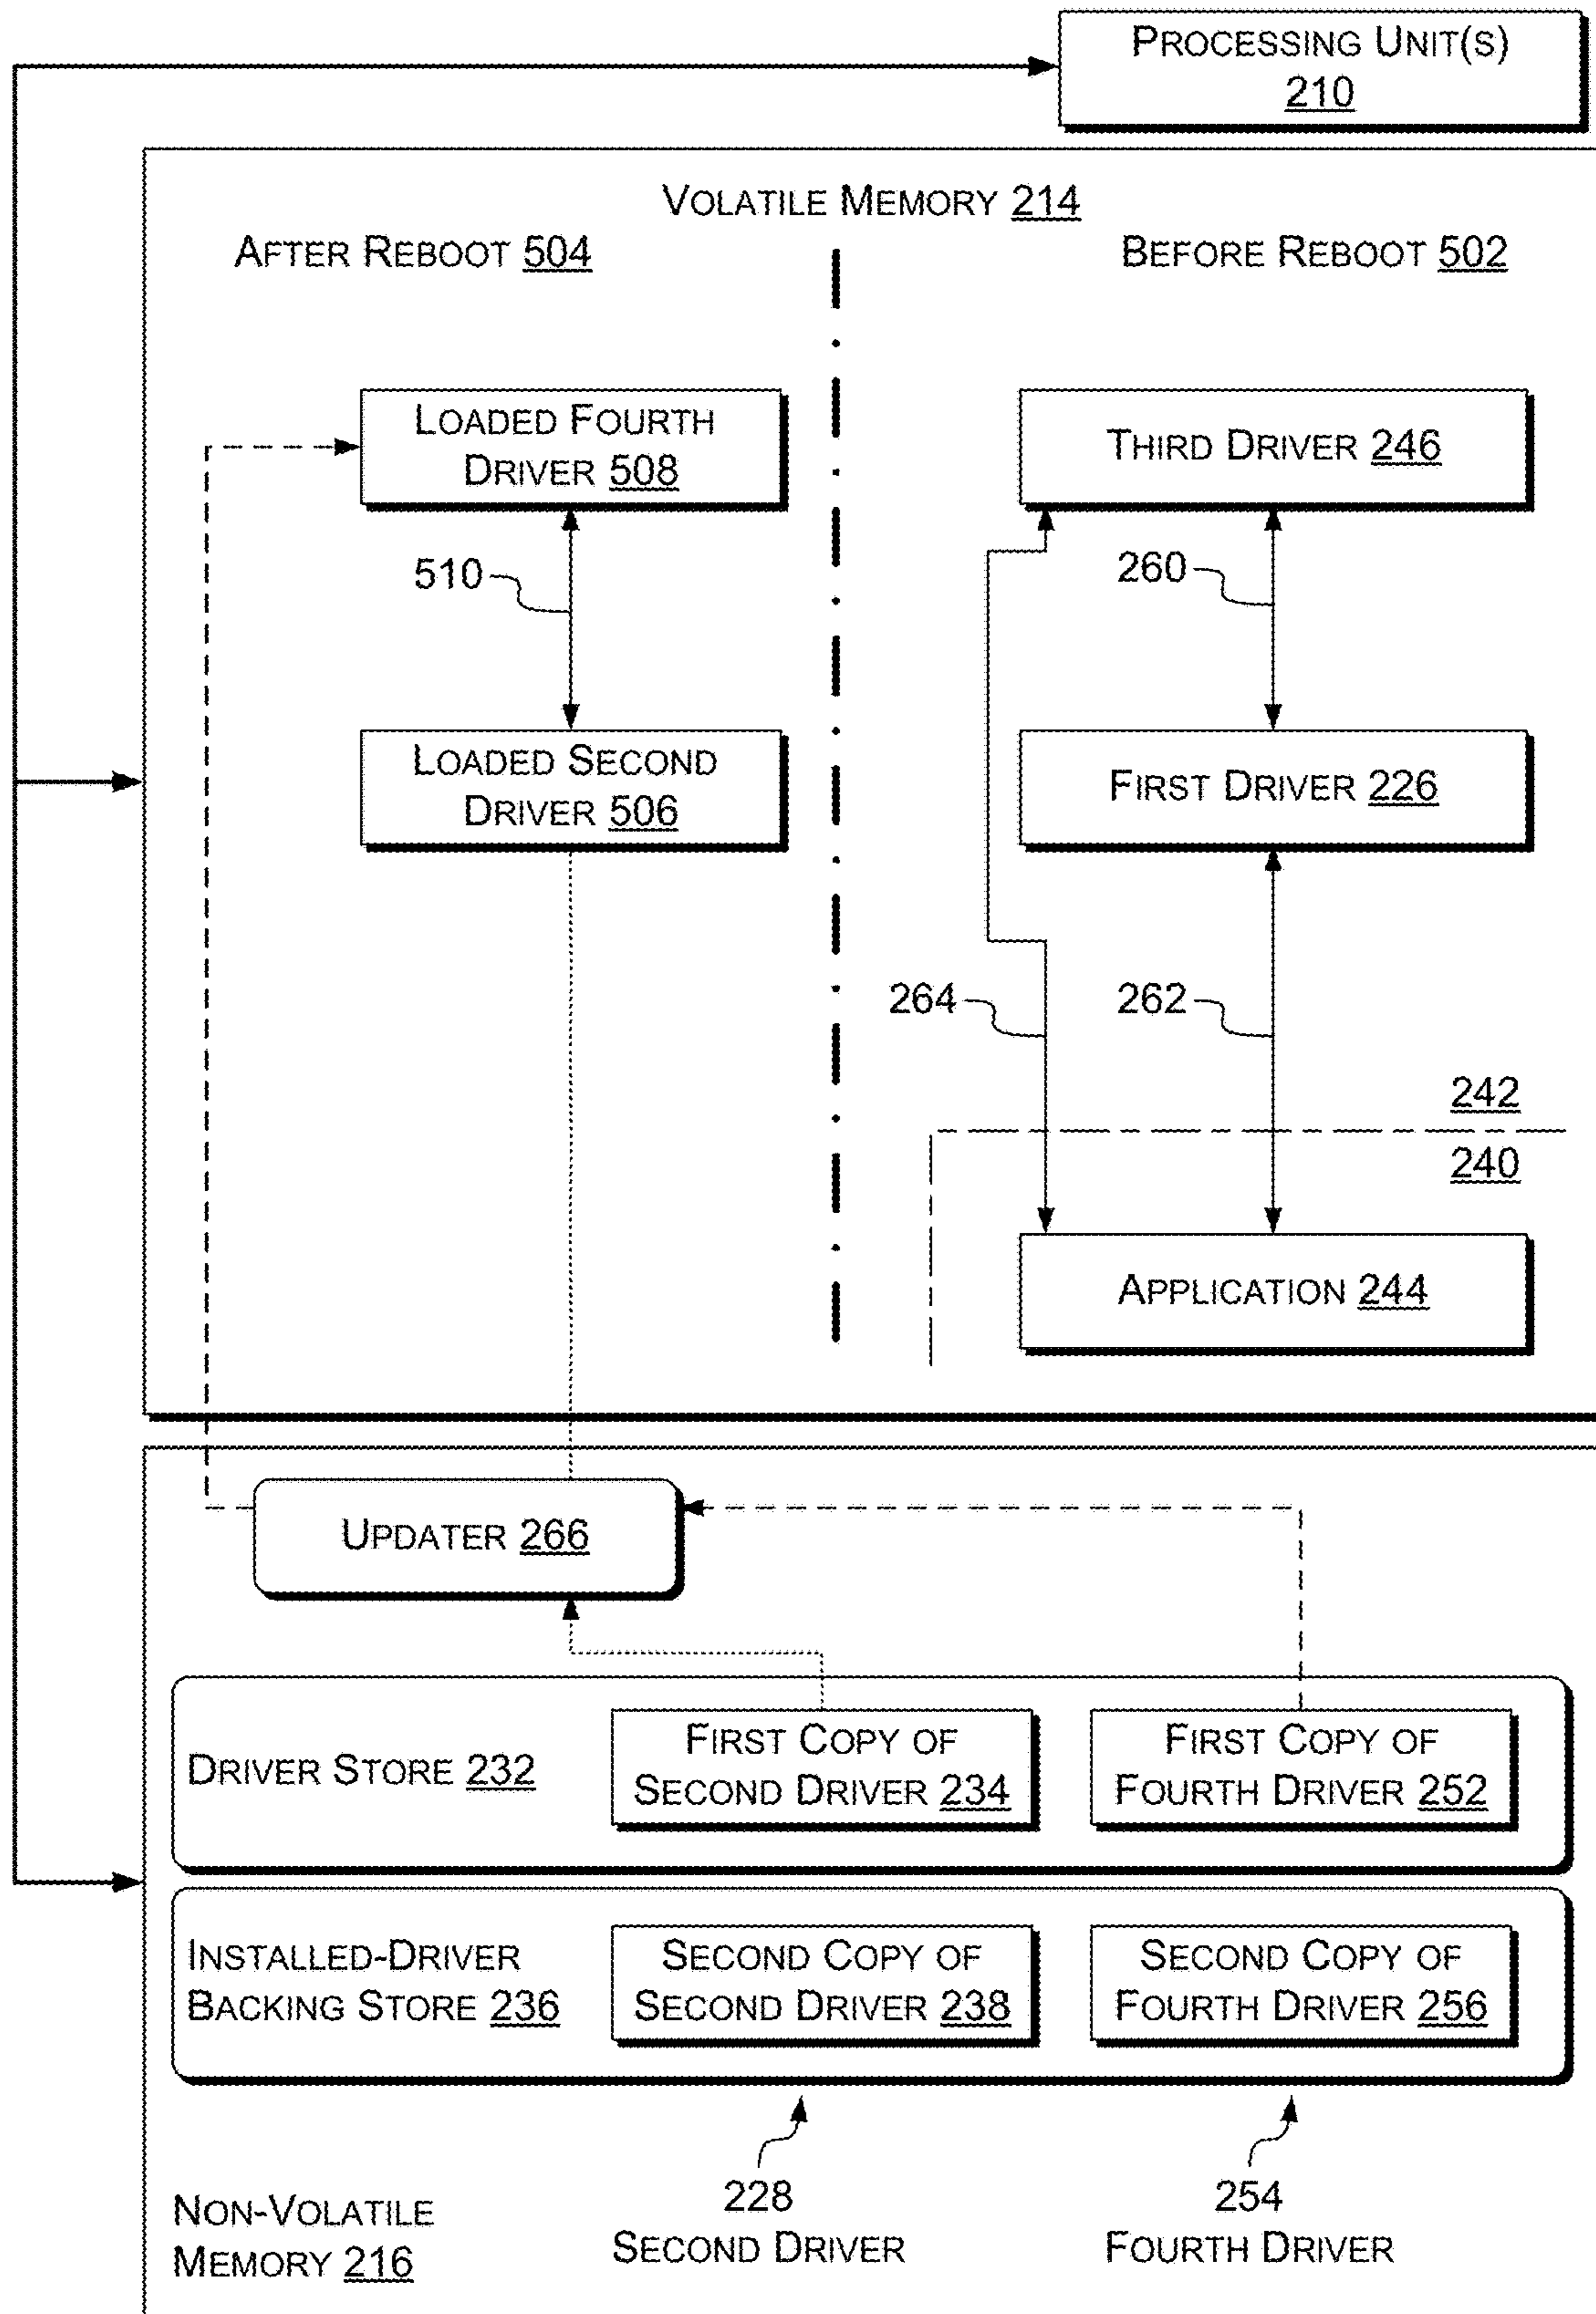 PROCESSING UNIT(S)
210
VOLATILE MEMORY 214
AFTER REBOOT 504
BEFORE REBOOT 502
LOADED FOURTH
DRIVER 508
THIRD DRIVER 246
510
260
LOADED SECOND
DRIVER 506
FIRST DRIVER 226
264
262
242
240
APPLICATION 244
UPDATER 266
DRIVER STORE 232
FIRST COPY OF
SECOND DRIVER 234
FIRST COPY OF
FOURTH DRIVER 252
INSTALLED-DRIVER
BACKING STORE 236
SECOND COPY OF
SECOND DRIVER 238
SECOND COPY OF
FOURTH DRIVER 256
228
SECOND DRIVER
254
FOURTH DRIVER
NON-VOLATILE
MEMORY 216